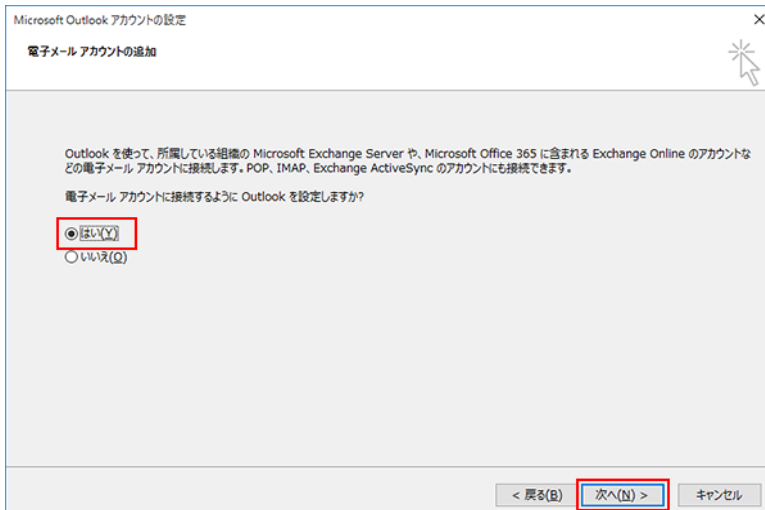 Microsoft Outlook アカウントの設定
電子メール アカウントの追加
Outlook を使って、所属している組織の Microsoft Exchange Server や、Microsoft Office 365 に含まれる Exchange Online のアカウントな
どの電子メール アカウントに接続します。POP、IMAP、Exchange ActiveSync のアカウントにも接続できます。
電子メール アカウントに接続するように Outlook を設定しますか?
はい(Y)
いいえ(O)
< 戻る(B) 次へ(N) > キャンセル